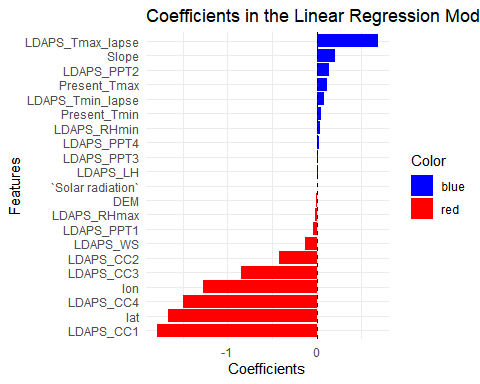 Coefficients in the Linear Regression Mod
LDAPS_Tmax_lapse
Slope
LDAPS_PPT2
Present_Tmax
LDAPS_Tmin_lapse
Present_Tmin
LDAPS_RHmin
LDAPS_PPT4
LDAPS_PPT3
LDAPS_LH
`Solar radiation`
DEM
LDAPS_RHmax
LDAPS_PPT1
LDAPS_WS
LDAPS_CC2
LDAPS_CC3
lon
LDAPS_CC4
lat
LDAPS_CC1
Features
-1 0
Coefficients
Color
blue
red